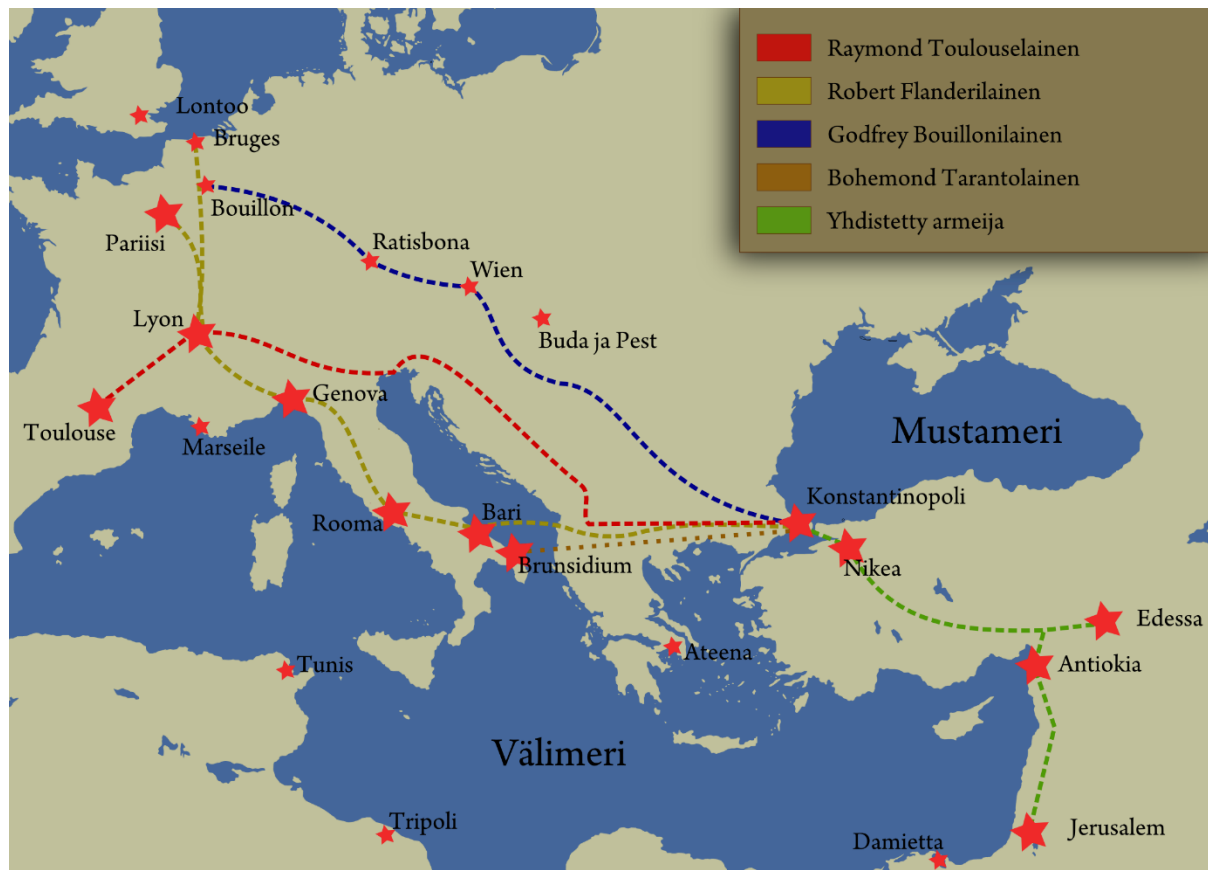 Raymond Toulouselainen
Robert Flanderilainen
Godfrey Bouillonilainen
Bohemond Tarantolainen
Yhdistetty armeija
Lontoo
Bruges
Bouillon
Pariisi
Ratisbona
Wien
Lyon
Buda ja Pest
Genova
Toulouse
Marseile
Mustameri
Konstantinopoli
Rooma
Bari
Brunsidium
Nikea
Edessa
Ateena
Antiokia
Tunis
Välimeri
Tripoli
Damietta
Jerusalem